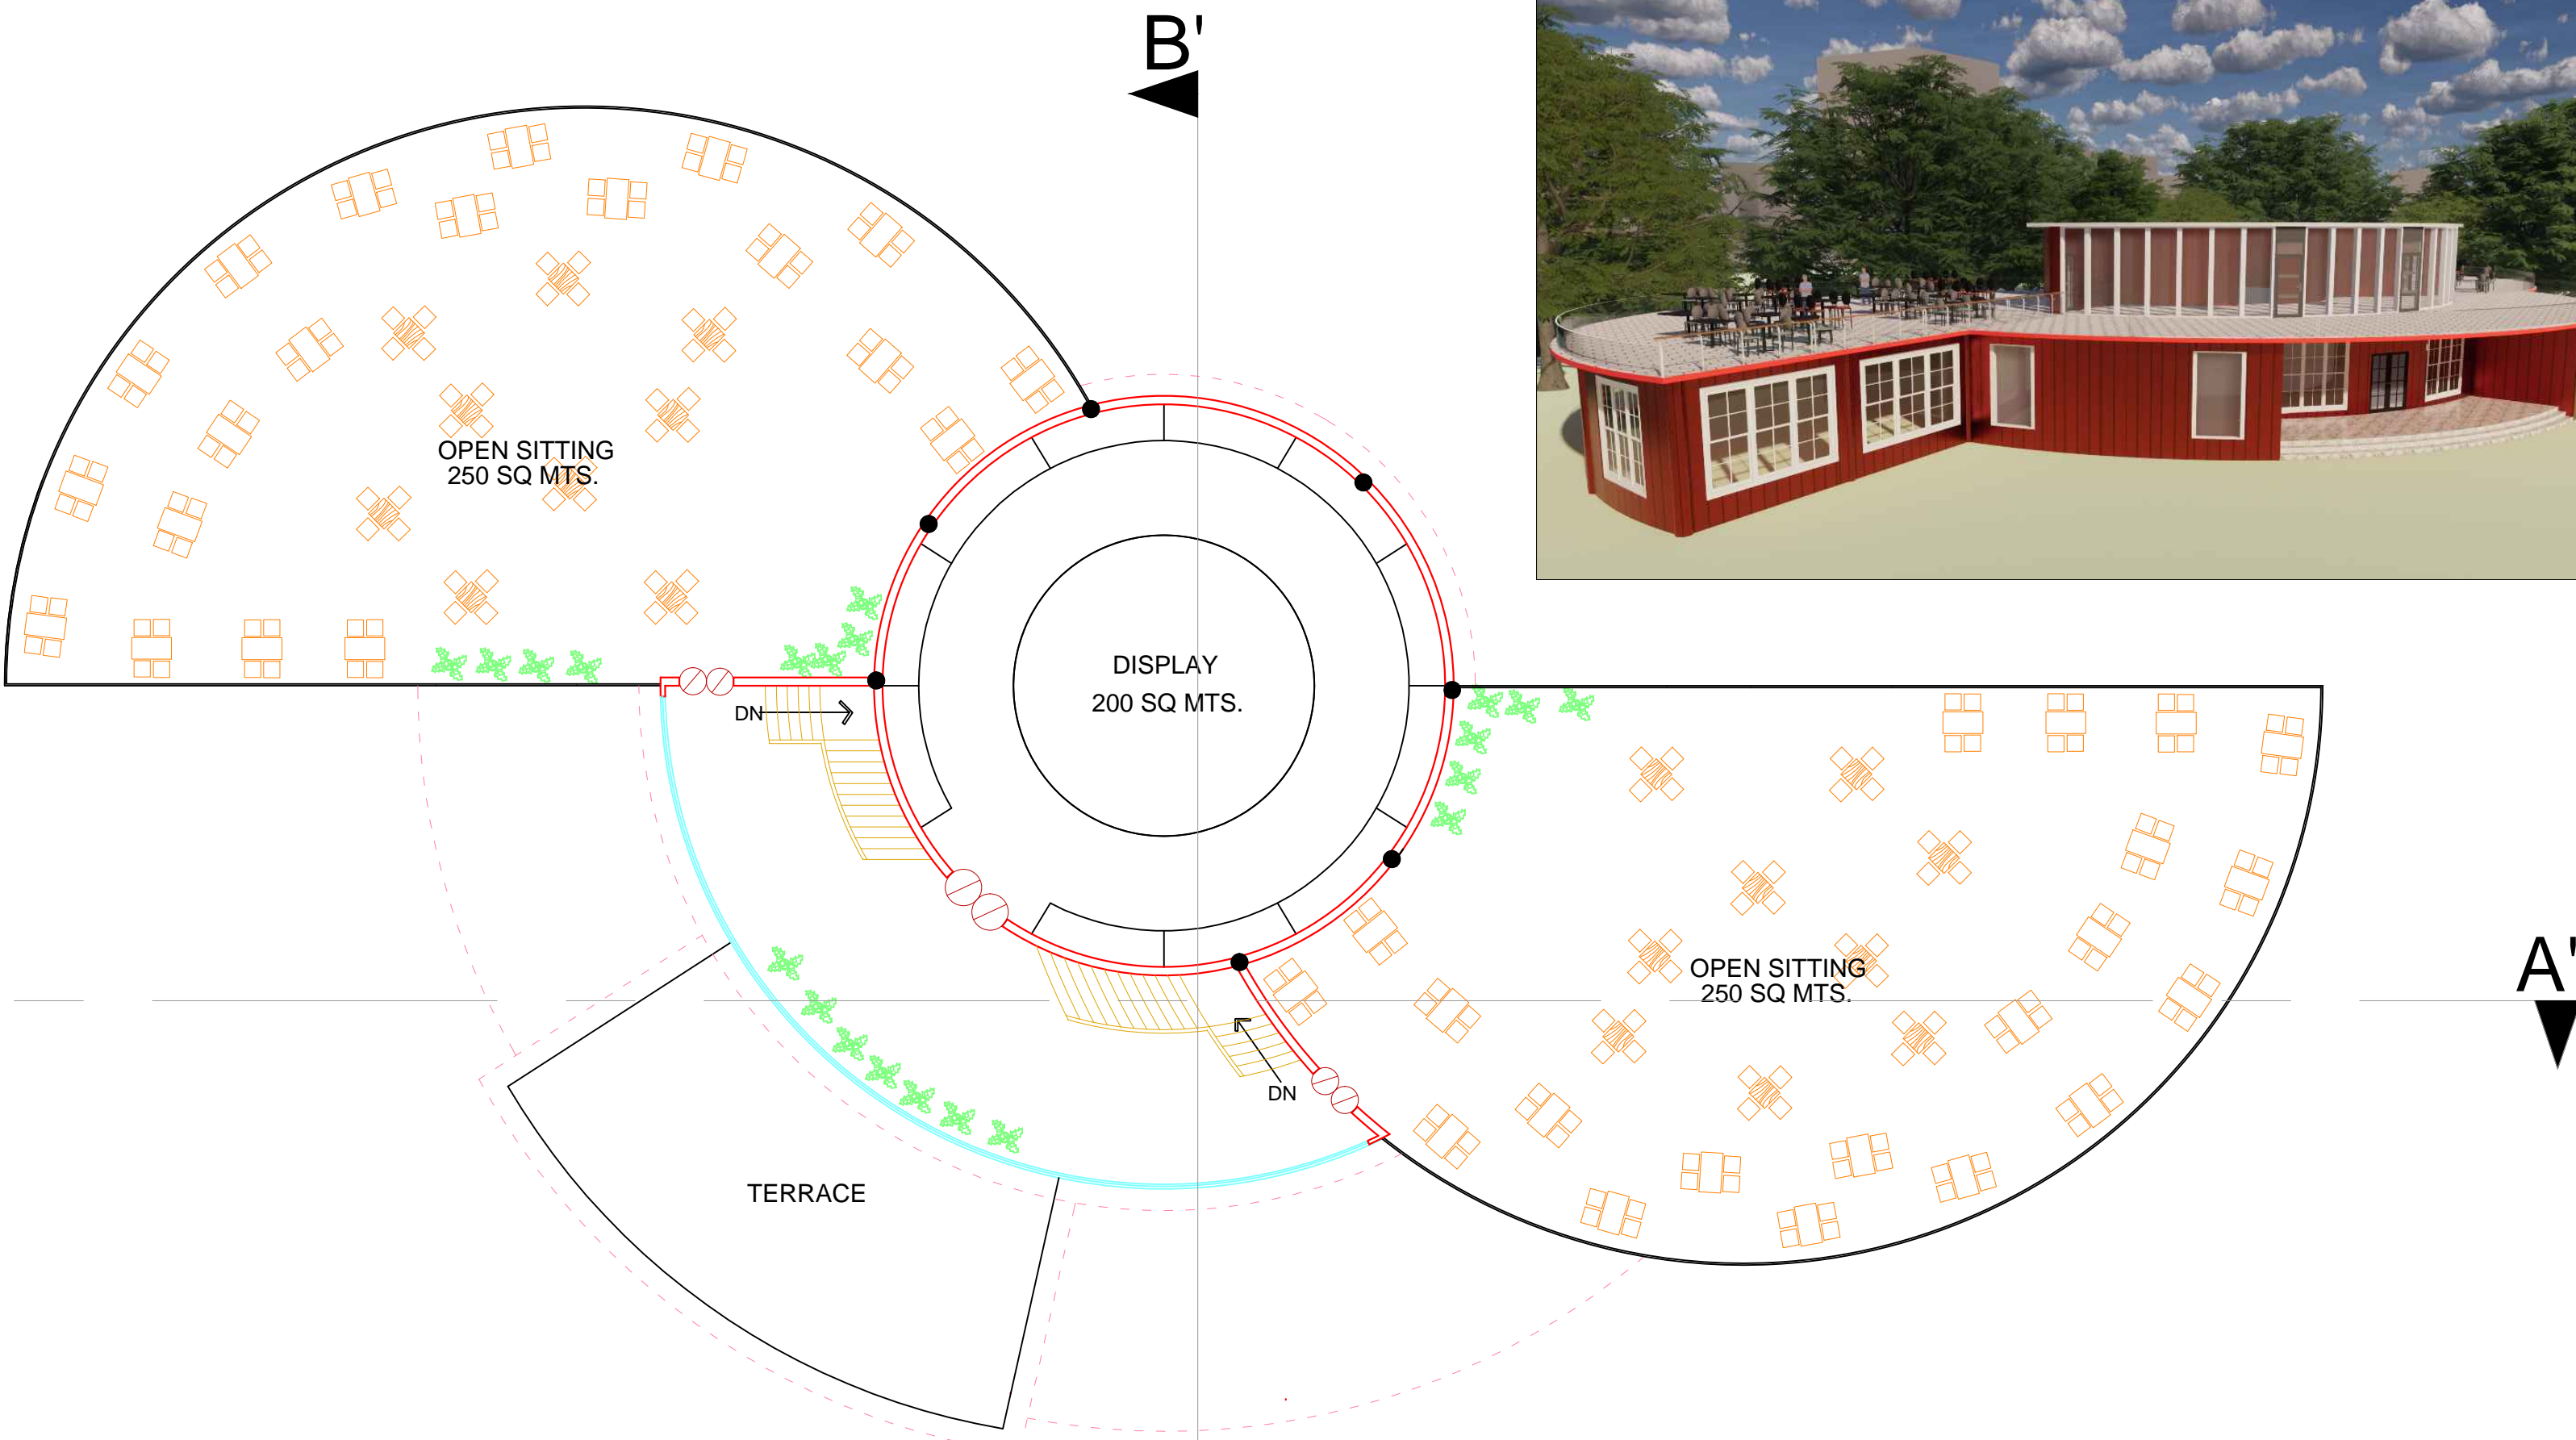 B'
OPEN SITTING
250 SQ MTS.
DISPLAY
200 SQ MTS.
DN
OPEN SITTING
250 SQ MTS.
A'
DN
TERRACE